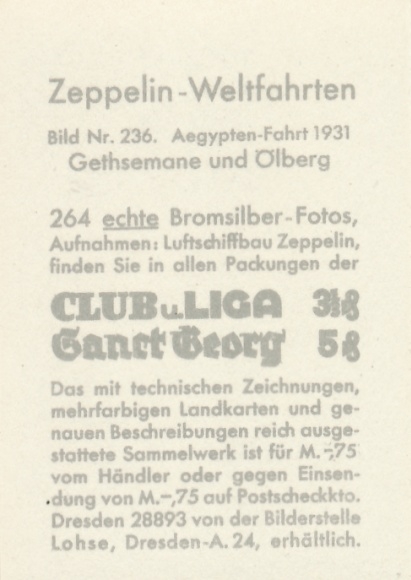 Zeppelin-Weltfahrten
Bild Nr. 236. Aegypten-Fahrt 1931
Gethsemane und Ölberg
264 echte Bromsilber-Fotos,
Aufnahmen: Luftschiffbau Zeppelin,
finden Sie in allen Packungen der
CLUB u. LIGA 3⅓ ₰
Sanct Georg 5 ₰
Das mit technischen Zeichnungen,
mehrfarbigen Landkarten und ge-
nauen Beschreibungen reich ausge-
stattete Sammelwerk ist für M.-,75
vom Händler oder gegen Einsen-
dung von M.-,75 auf Postscheckkto.
Dresden 28893 von der Bilderstelle
Lohse, Dresden-A. 24, erhältlich.